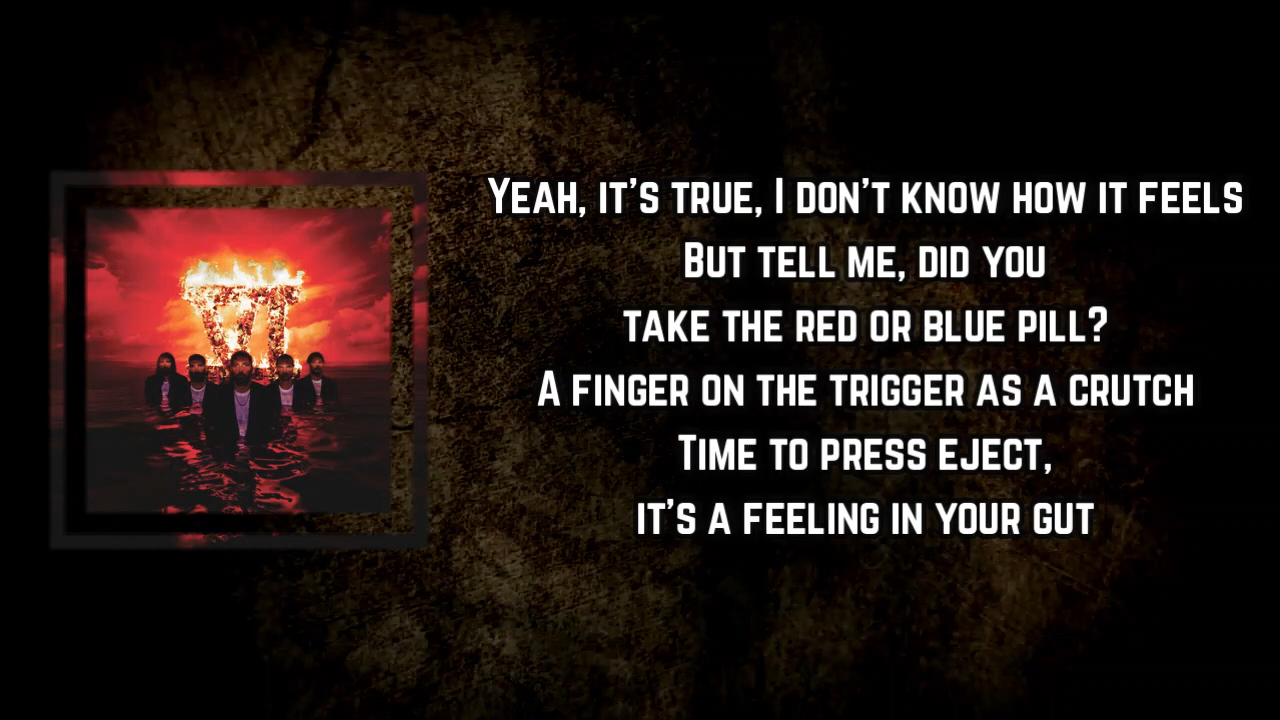 VI
Yeah, it's true, I don't know how it feels
But tell me, did you
take the red or blue pill?
A finger on the trigger as a crutch
Time to press eject,
it's a feeling in your gut